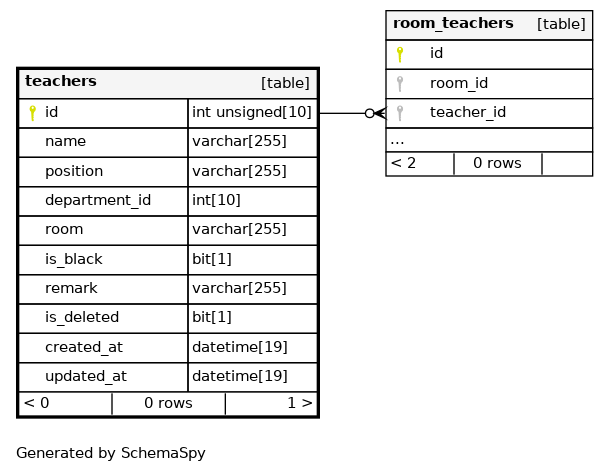 teachers [table]
id int unsigned[10]
name varchar[255]
position varchar[255]
department_id int[10]
room varchar[255]
is_black bit[1]
remark varchar[255]
is_deleted bit[1]
created_at datetime[19]
updated_at datetime[19]
< 0 0 rows 1 >
room_teachers [table]
id
room_id
teacher_id
...
< 2 0 rows
Generated by SchemaSpy